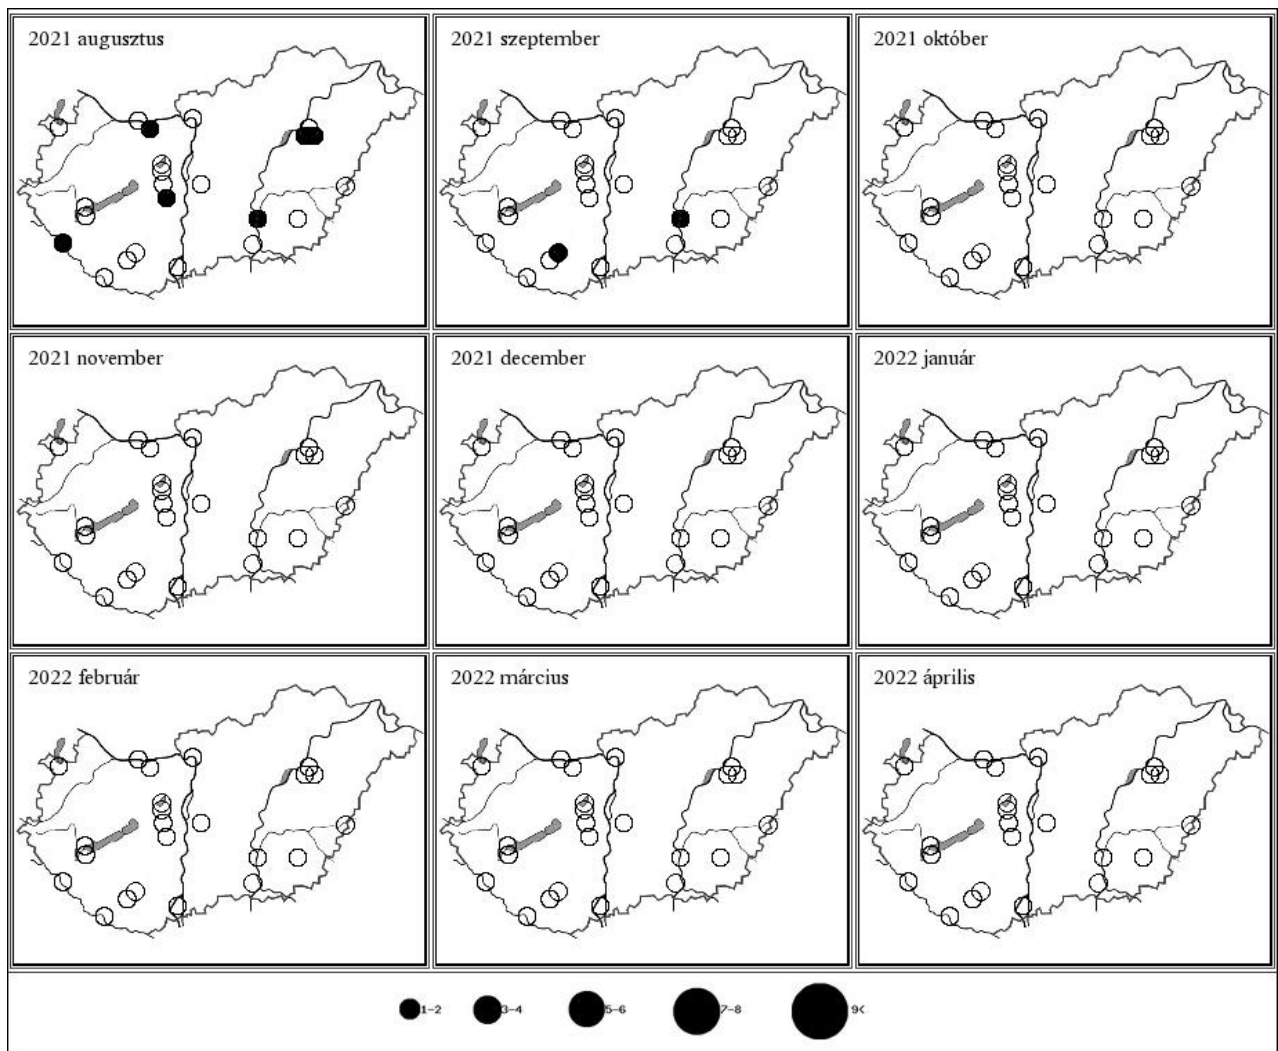 2021 augusztus
2021 szeptember
2021 október
2021 november
2021 december
2022 január
2022 február
2022 március
2022 április
1-2 3-4 5-6 7-8 9<